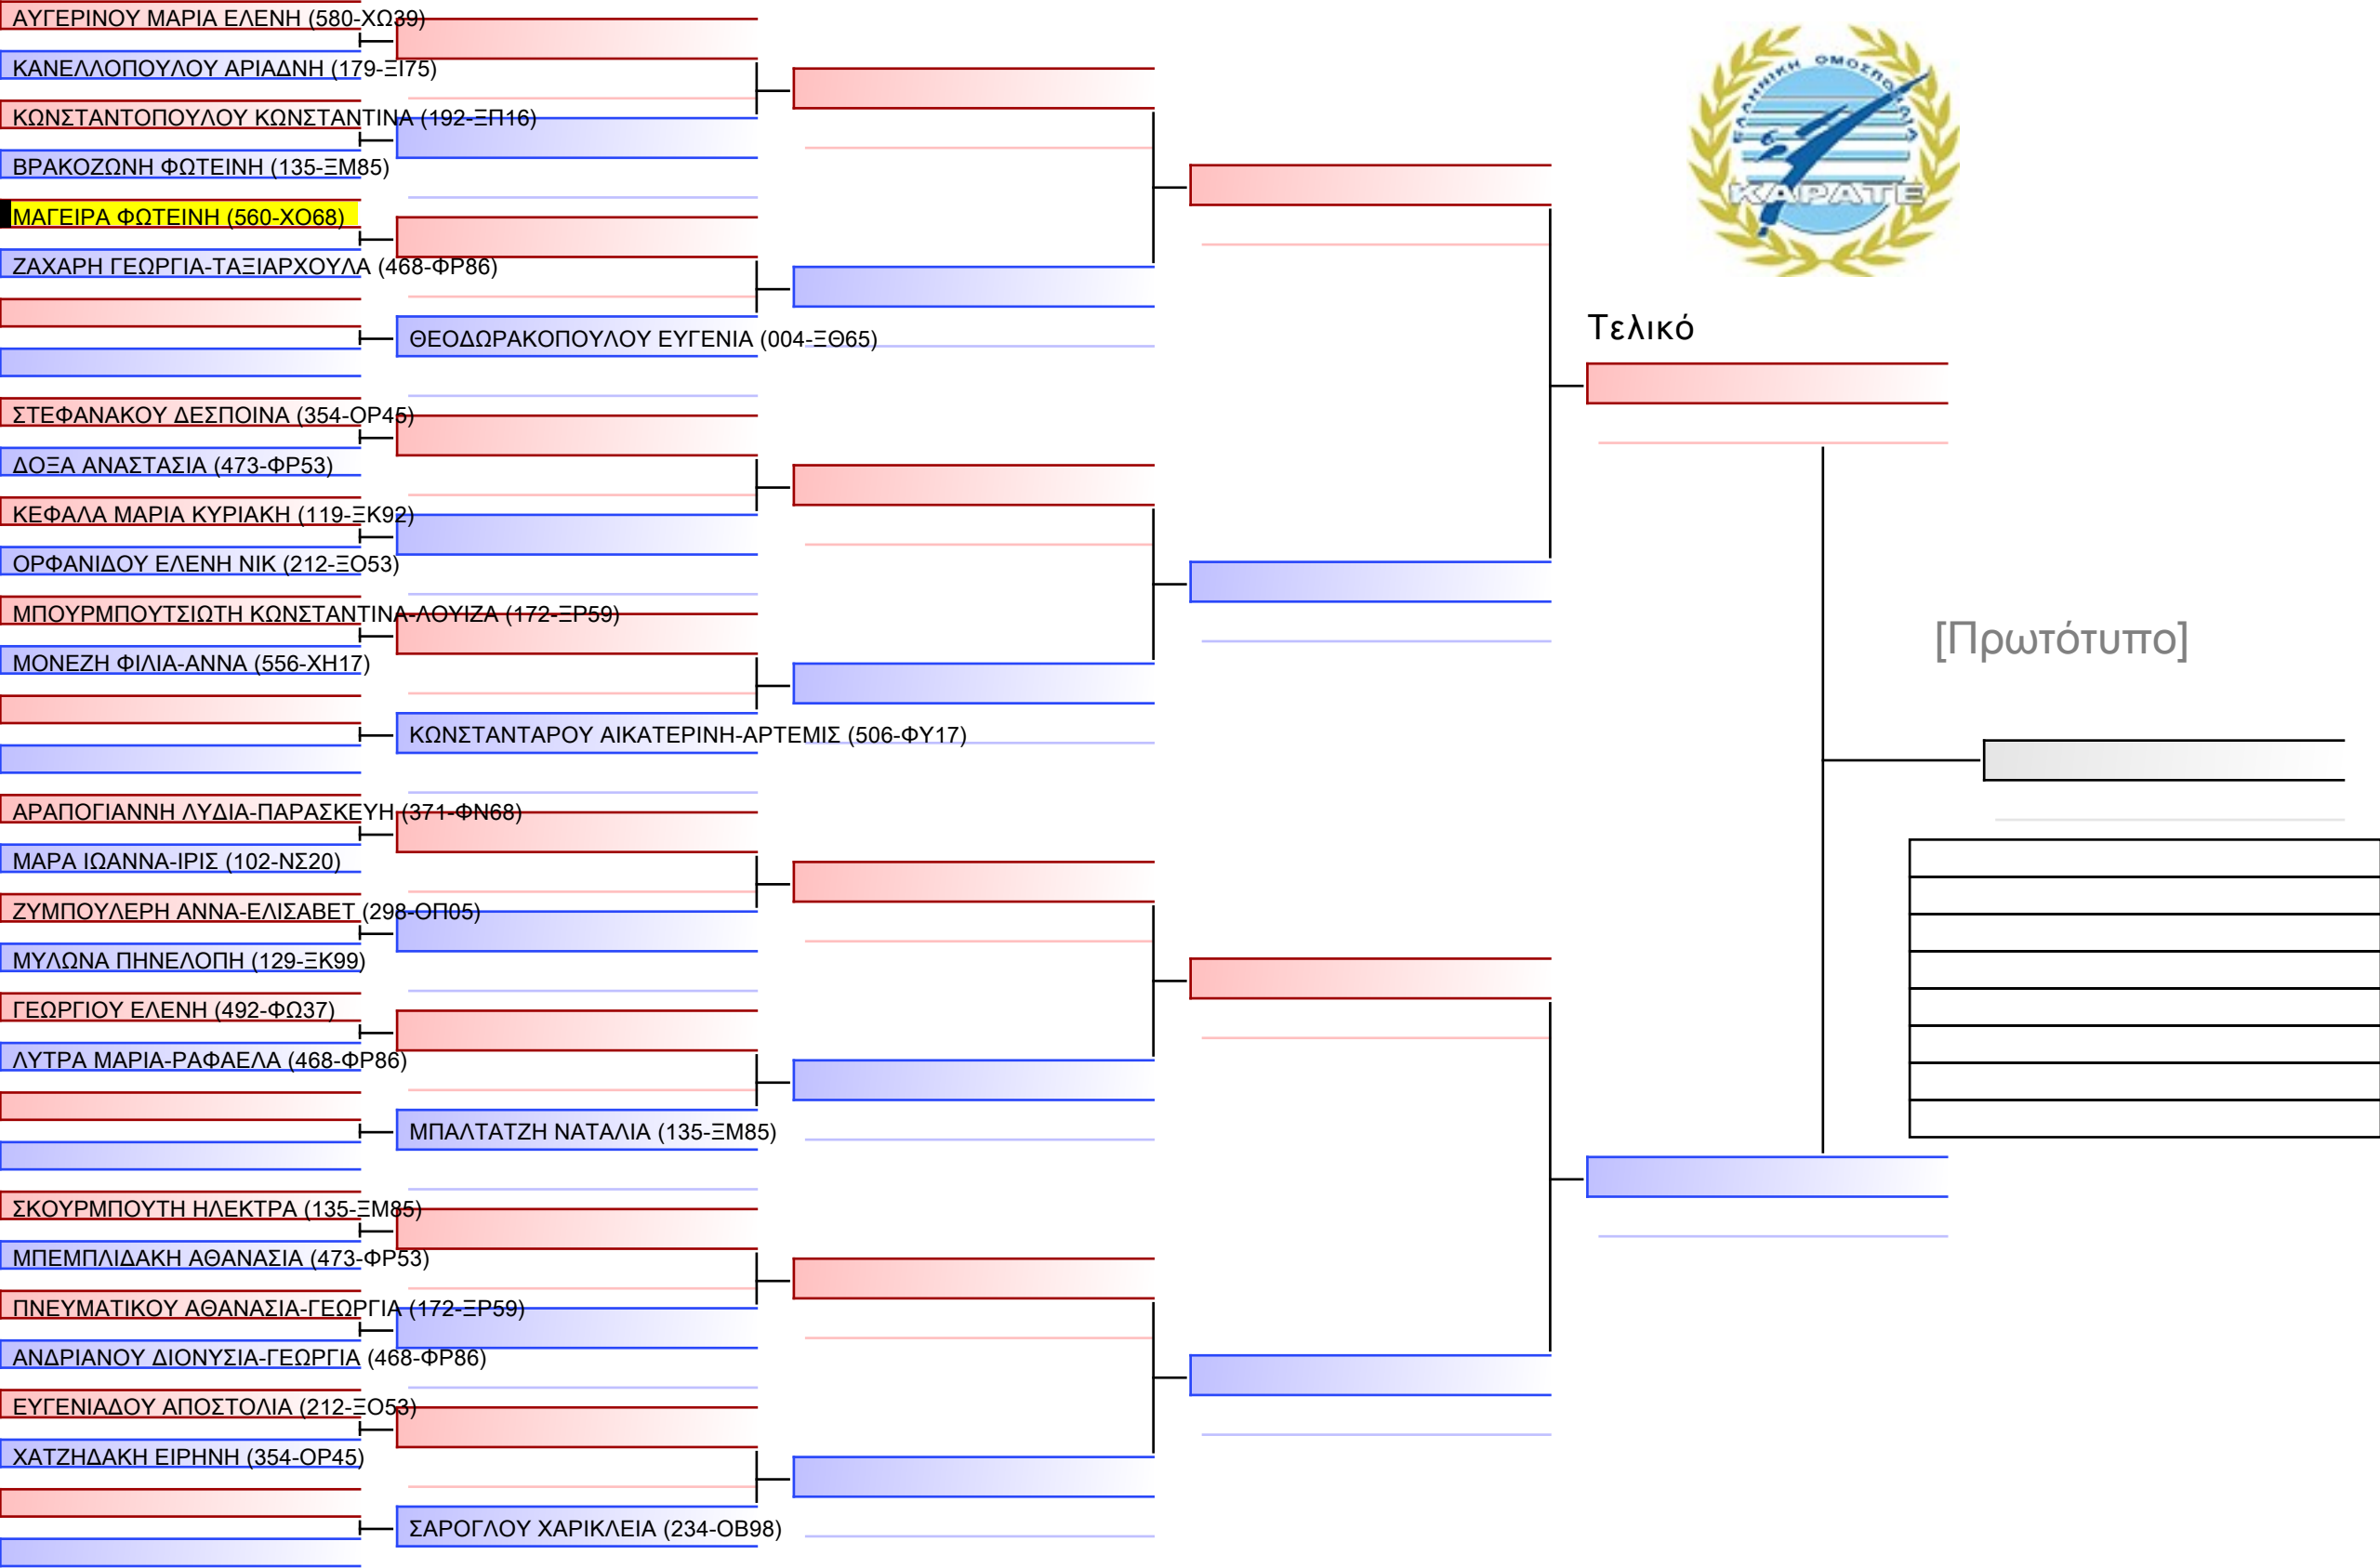 ΑΥΓΕΡΙΝΟΥ ΜΑΡΙΑ ΕΛΕΝΗ (580-ΧΩ39)
ΚΑΝΕΛΛΟΠΟΥΛΟΥ ΑΡΙΑΔΝΗ (179-ΞΙ75)
ΚΩΝΣΤΑΝΤΟΠΟΥΛΟΥ ΚΩΝΣΤΑΝΤΙΝΑ (192-ΞΠ16)
ΒΡΑΚΟΖΩΝΗ ΦΩΤΕΙΝΗ (135-ΞΜ85)
ΜΑΓΕΙΡΑ ΦΩΤΕΙΝΗ (560-ΧΟ68)
ΖΑΧΑΡΗ ΓΕΩΡΓΙΑ-ΤΑΞΙΑΡΧΟΥΛΑ (468-ΦΡ86)
ΘΕΟΔΩΡΑΚΟΠΟΥΛΟΥ ΕΥΓΕΝΙΑ (004-ΞΘ65)
ΣΤΕΦΑΝΑΚΟΥ ΔΕΣΠΟΙΝΑ (354-ΟΡ45)
ΔΟΞΑ ΑΝΑΣΤΑΣΙΑ (473-ΦΡ53)
ΚΕΦΑΛΑ ΜΑΡΙΑ ΚΥΡΙΑΚΗ (119-ΞΚ92)
ΟΡΦΑΝΙΔΟΥ ΕΛΕΝΗ ΝΙΚ (212-ΞΟ53)
ΜΠΟΥΡΜΠΟΥΤΣΙΩΤΗ ΚΩΝΣΤΑΝΤΙΝΑ-ΛΟΥΙΖΑ (172-ΞΡ59)
ΜΟΝΕΖΗ ΦΙΛΙΑ-ΑΝΝΑ (556-ΧΗ17)
ΚΩΝΣΤΑΝΤΑΡΟΥ ΑΙΚΑΤΕΡΙΝΗ-ΑΡΤΕΜΙΣ (506-ΦΥ17)
ΑΡΑΠΟΓΙΑΝΝΗ ΛΥΔΙΑ-ΠΑΡΑΣΚΕΥΗ (371-ΦΝ68)
ΜΑΡΑ ΙΩΑΝΝΑ-ΙΡΙΣ (102-ΝΣ20)
ΖΥΜΠΟΥΛΕΡΗ ΑΝΝΑ-ΕΛΙΣΑΒΕΤ (298-ΟΠ05)
ΜΥΛΩΝΑ ΠΗΝΕΛΟΠΗ (129-ΞΚ99)
ΓΕΩΡΓΙΟΥ ΕΛΕΝΗ (492-ΦΩ37)
ΛΥΤΡΑ ΜΑΡΙΑ-ΡΑΦΑΕΛΑ (468-ΦΡ86)
ΜΠΑΛΤΑΤΖΗ ΝΑΤΑΛΙΑ (135-ΞΜ85)
ΣΚΟΥΡΜΠΟΥΤΗ ΗΛΕΚΤΡΑ (135-ΞΜ85)
ΜΠΕΜΠΛΙΔΑΚΗ ΑΘΑΝΑΣΙΑ (473-ΦΡ53)
ΠΝΕΥΜΑΤΙΚΟΥ ΑΘΑΝΑΣΙΑ-ΓΕΩΡΓΙΑ (172-ΞΡ59)
ΑΝΔΡΙΑΝΟΥ ΔΙΟΝΥΣΙΑ-ΓΕΩΡΓΙΑ (468-ΦΡ86)
ΕΥΓΕΝΙΑΔΟΥ ΑΠΟΣΤΟΛΙΑ (212-ΞΟ53)
ΧΑΤΖΗΔΑΚΗ ΕΙΡΗΝΗ (354-ΟΡ45)
ΣΑΡΟΓΛΟΥ ΧΑΡΙΚΛΕΙΑ (234-ΟΒ98)
ΕΛΛΗΝΙΚΗ ΟΜΟΣΠΟΝΔΙΑ
ΚΑΡΑΤΕ
Τελικό
[Πρωτότυπο]